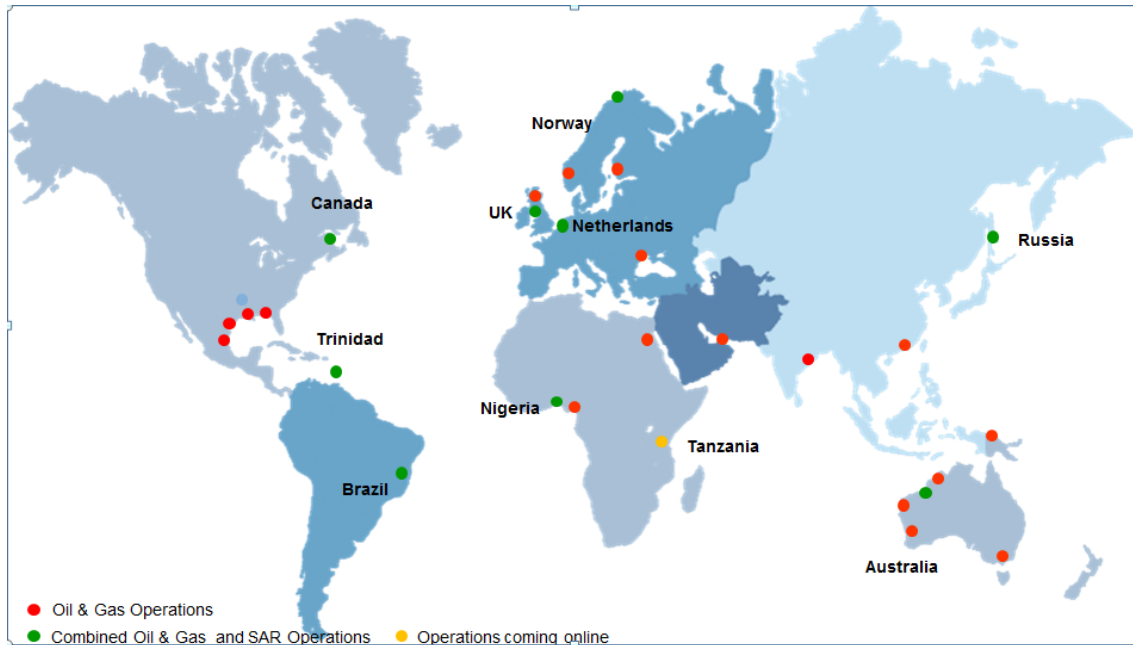 Norway
Canada
UK
Netherlands
Russia
Trinidad
Nigeria
Tanzania
Brazil
Australia
Oil & Gas Operations
Combined Oil & Gas and SAR Operations
Operations coming online